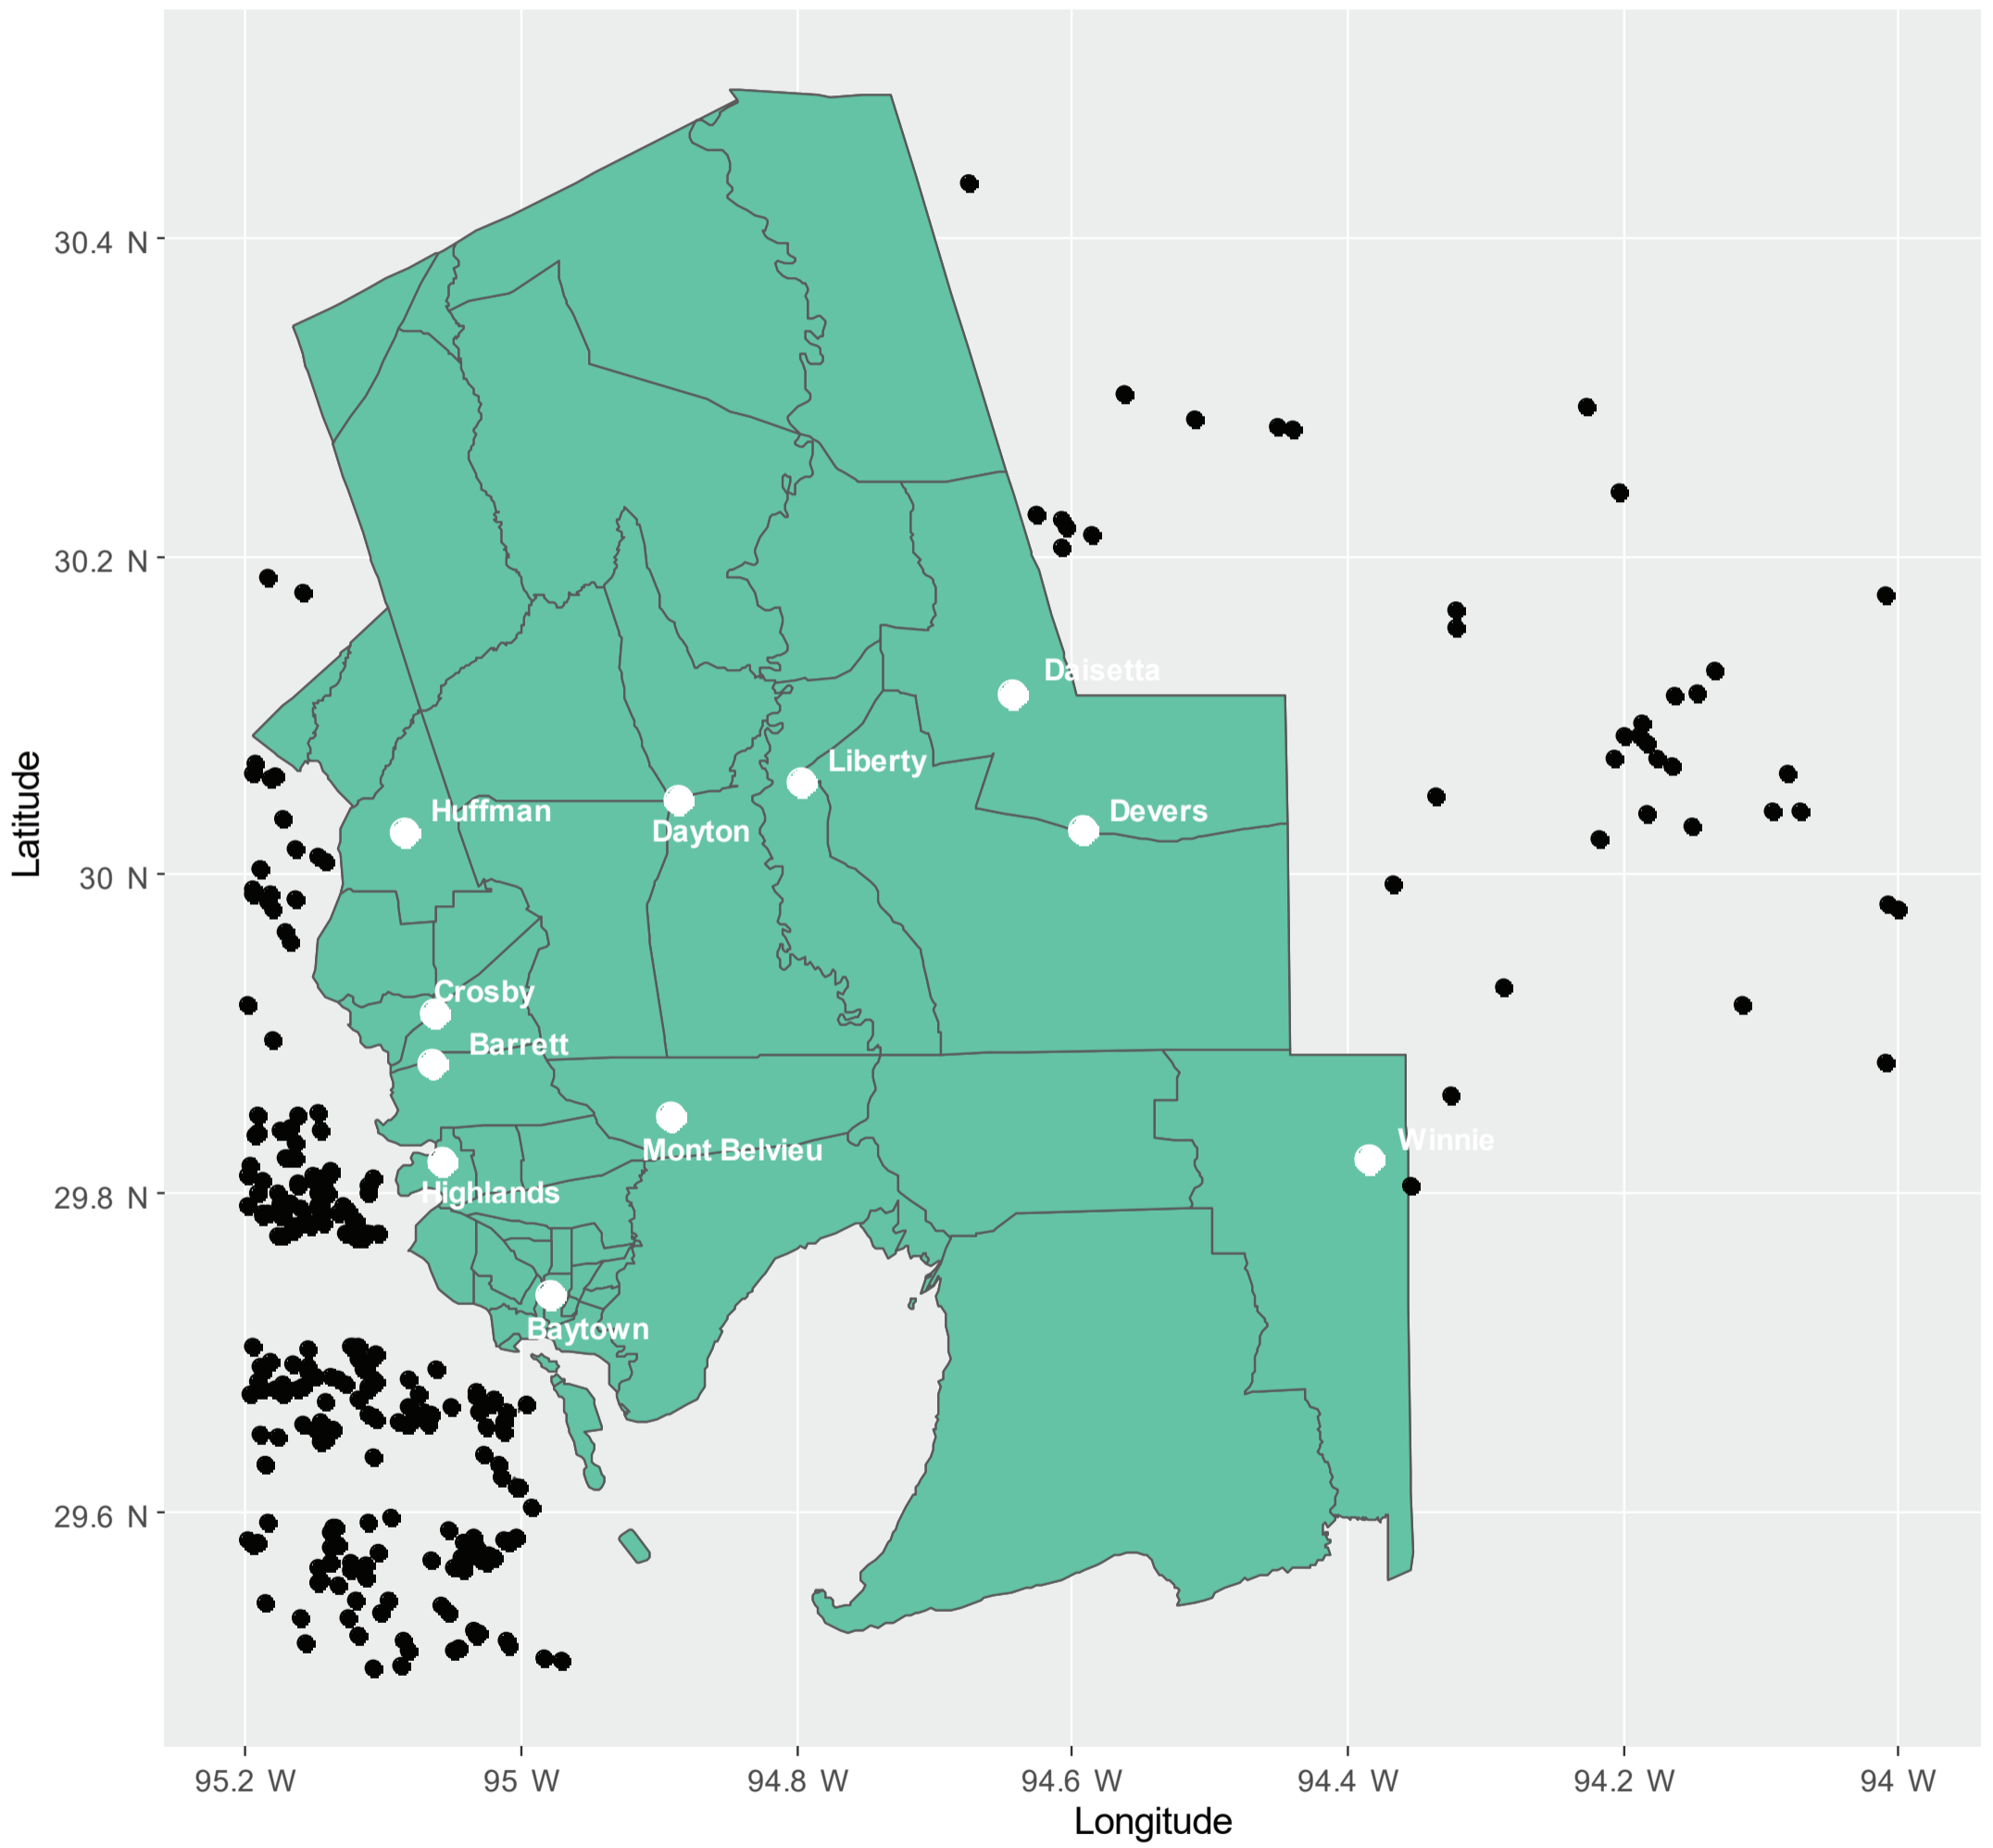 30.4 N
30.2 N
30 N
29.8 N
29.6 N
Latitude
Daisetta
Liberty
Huffman
Devers
Dayton
Crosby
Barrett
Winnie
Mont Belvieu
Highlands
Baytown
95.2 W
95 W
94.8 W
94.6 W
94.4 W
94.2 W
94 W
Longitude